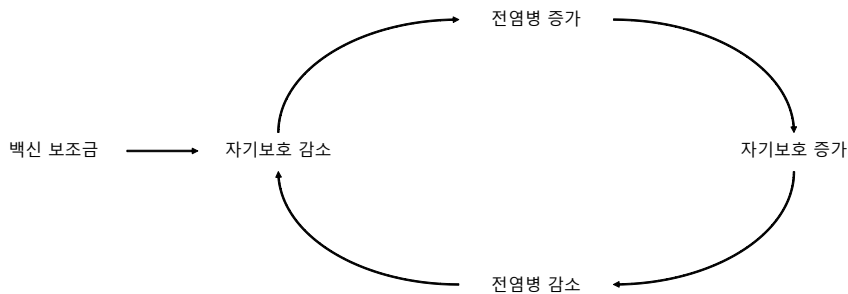 전염병 증가
백신 보조금
자기보호 감소
자기보호 증가
전염병 감소